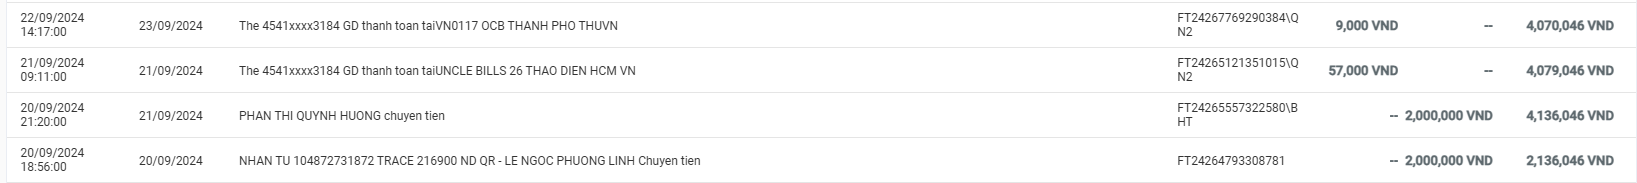 22/09/2024 23/09/2024 The 4541xxxx3184 GD thanh toan taiVN0117 OCB THANH PHO THUVN FT24267769290384\Q 9,000 VND -- 4,070,046 VND
14:17:00 N2
21/09/2024 21/09/2024 The 4541xxxx3184 GD thanh toan taiUNCLE BILLS 26 THAO DIEN HCM VN FT24265121351015\Q 57,000 VND -- 4,079,046 VND
09:11:00 N2
20/09/2024 21/09/2024 PHAN THI QUYNH HUONG chuyen tien FT24265557322580\B -- 2,000,000 VND 4,136,046 VND
21:20:00 HT
20/09/2024 20/09/2024 NHAN TU 104872731872 TRACE 216900 ND QR - LE NGOC PHUONG LINH Chuyen tien FT24264793308781 -- 2,000,000 VND 2,136,046 VND
18:56:00